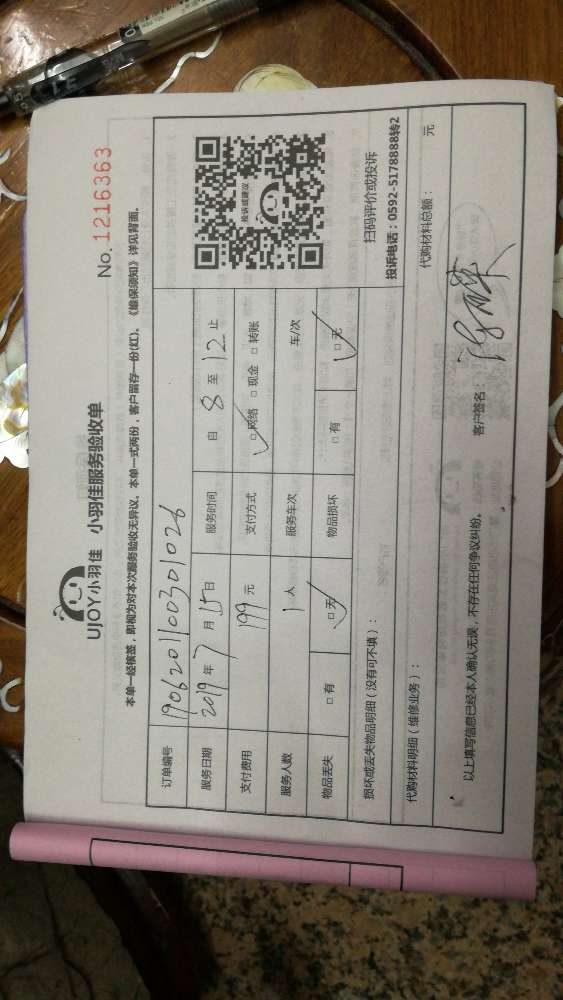 UJOY小羽佳 小羽佳服务验收单
No. 1216363
本单一经核签，即视为对本次服务验收无异议。本单一式两份，客户留存一份(红)。《维保须知》详见背面。
订单编号 1906201100301026
投诉或建议
服务日期 2019 年 7 月 15 日 服务时间 自 8 至 12 止
支付费用 199 元 支付方式 □网络 □现金 □转账
服务人数 1 人 服务车次 车/次
物品丢失 □有 □无 物品损坏 □有 □无
扫码评价或投诉
投诉电话：0592-5178888转2
损坏或丢失物品明细（没有可不填）：
代购材料明细（维修业务）： 代购材料总额： 元
以上填写信息已经本人确认无误，不存在任何争议纠纷。 客户签名：